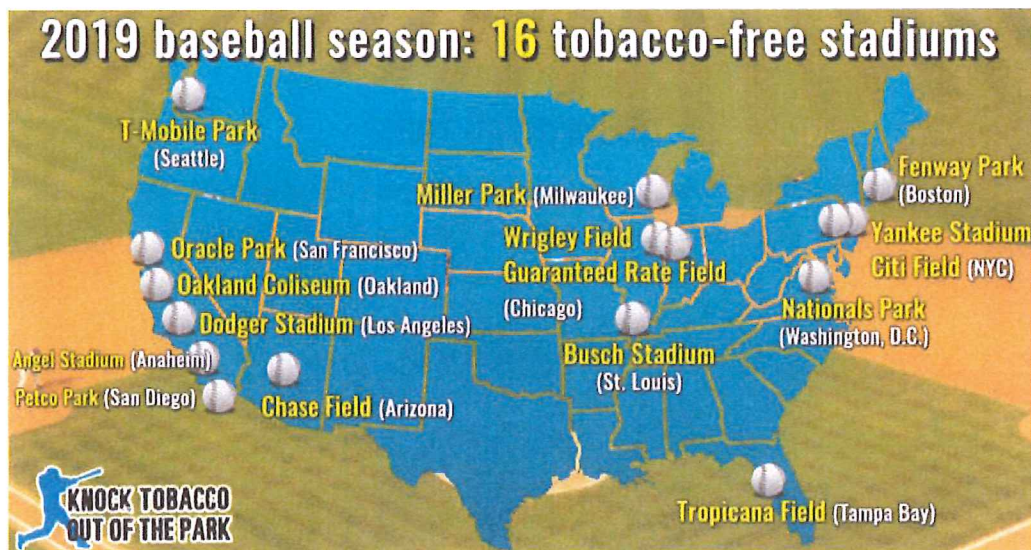 2019 baseball season: 16 tobacco-free stadiums
T-Mobile Park
(Seattle)
Miller Park (Milwaukee)
Fenway Park
(Boston)
Oracle Park (San Francisco)
Wrigley Field
Yankee Stadium
Oakland Coliseum (Oakland)
Guaranteed Rate Field
(Chicago)
Citi Field (NYC)
Dodger Stadium (Los Angeles)
Nationals Park
(Washington, D.C.)
Angel Stadium (Anaheim)
Busch Stadium
(St. Louis)
Petco Park (San Diego)
Chase Field (Arizona)
KNOCK TOBACCO
OUT OF THE PARK
Tropicana Field (Tampa Bay)